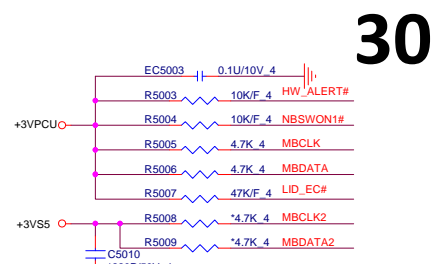 30
EC5003 0.1U/10V_4
R5003 10K/F_4 HW_ALERT#
+3VPCU R5004 10K/F_4 NBSWON1#
R5005 4.7K_4 MBCLK
R5006 4.7K_4 MBDATA
R5007 47K/F_4 LID_EC#
+3VS5 R5008 *4.7K_4 MBCLK2
R5009 *4.7K_4 MBDATA2
C5010